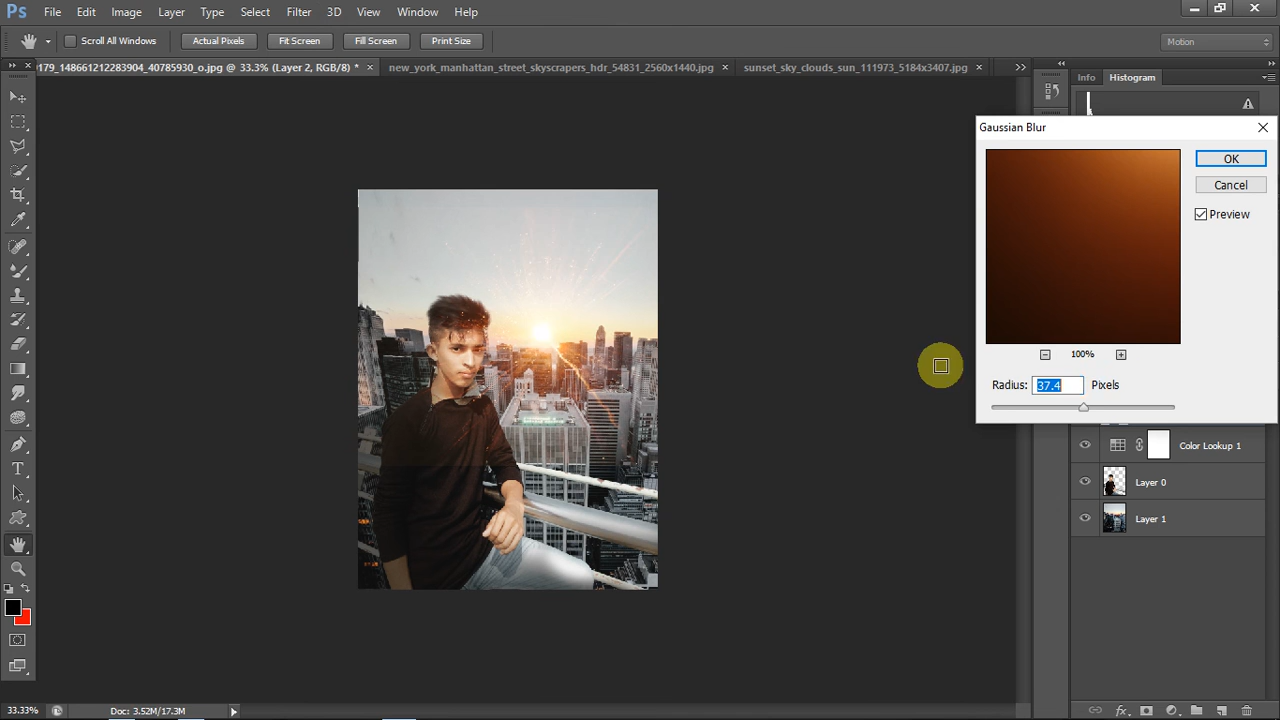 Ps File Edit Image Layer Type Select Filter 3D View Window Help
Scroll All Windows Actual Pixels Fit Screen Fill Screen Print Size Motion
179_148661212283904_40785930_o.jpg @ 33.3% (Layer 2, RGB/8) * × new_york_manhattan_street_skyscrapers_hdr_54831_2560x1440.jpg × sunset_sky_clouds_sun_111973_5184x3407.jpg × Info Histogram
Gaussian Blur
OK
Cancel
Preview
100%
Radius: 37.4 Pixels
Color Lookup 1
Layer 0
Layer 1
33.33% Doc: 3.52M/17.3M
fx